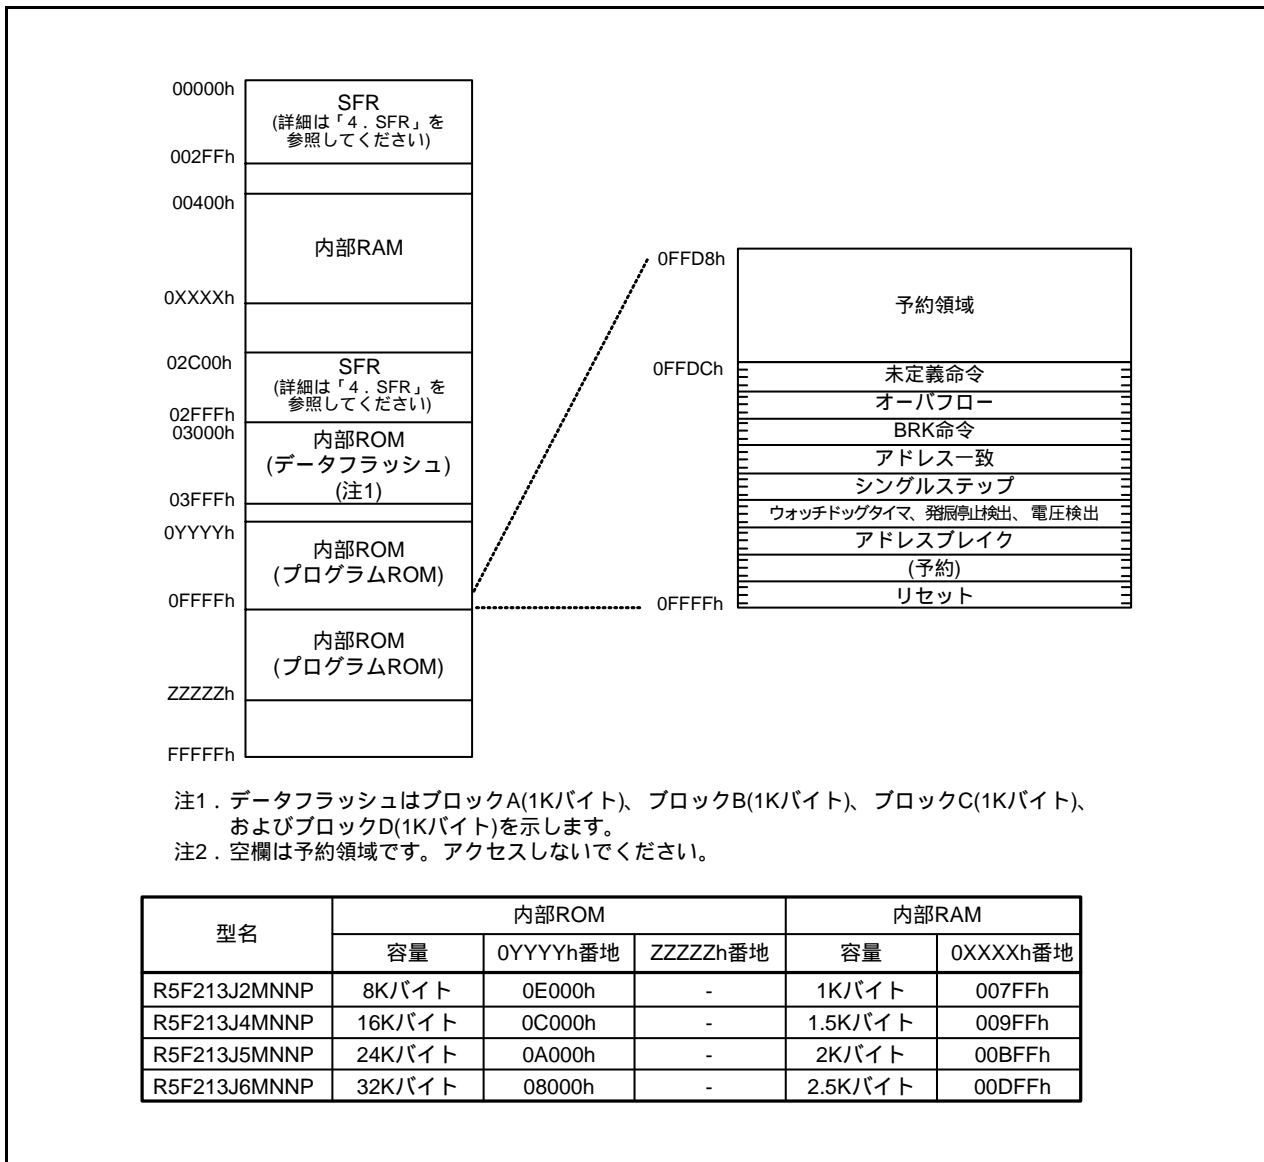 00000h
SFR
(詳細は「4．SFR」を
参照してください)
002FFh
00400h
内部RAM
0XXXXh
02C00h
SFR
(詳細は「4．SFR」を
参照してください)
02FFFh
03000h
内部ROM
(データフラッシュ)
(注1)
03FFFh
0YYYYh
内部ROM
(プログラムROM)
0FFFFh
内部ROM
(プログラムROM)
ZZZZZh
FFFFFh
0FFD8h
予約領域
0FFDCh
未定義命令
オーバフロー
BRK命令
アドレス一致
シングルステップ
ウォッチドッグタイマ、発振停止検出、電圧検出
アドレスブレイク
(予約)
リセット
0FFFFh
注1．データフラッシュはブロックA(1Kバイト)、ブロックB(1Kバイト)、ブロックC(1Kバイト)、
およびブロックD(1Kバイト)を示します。
注2．空欄は予約領域です。アクセスしないでください。
型名 内部ROM 内部RAM
容量 0YYYYh番地 ZZZZZh番地 容量 0XXXXh番地
R5F213J2MNNP 8Kバイト 0E000h - 1Kバイト 007FFh
R5F213J4MNNP 16Kバイト 0C000h - 1.5Kバイト 009FFh
R5F213J5MNNP 24Kバイト 0A000h - 2Kバイト 00BFFh
R5F213J6MNNP 32Kバイト 08000h - 2.5Kバイト 00DFFh